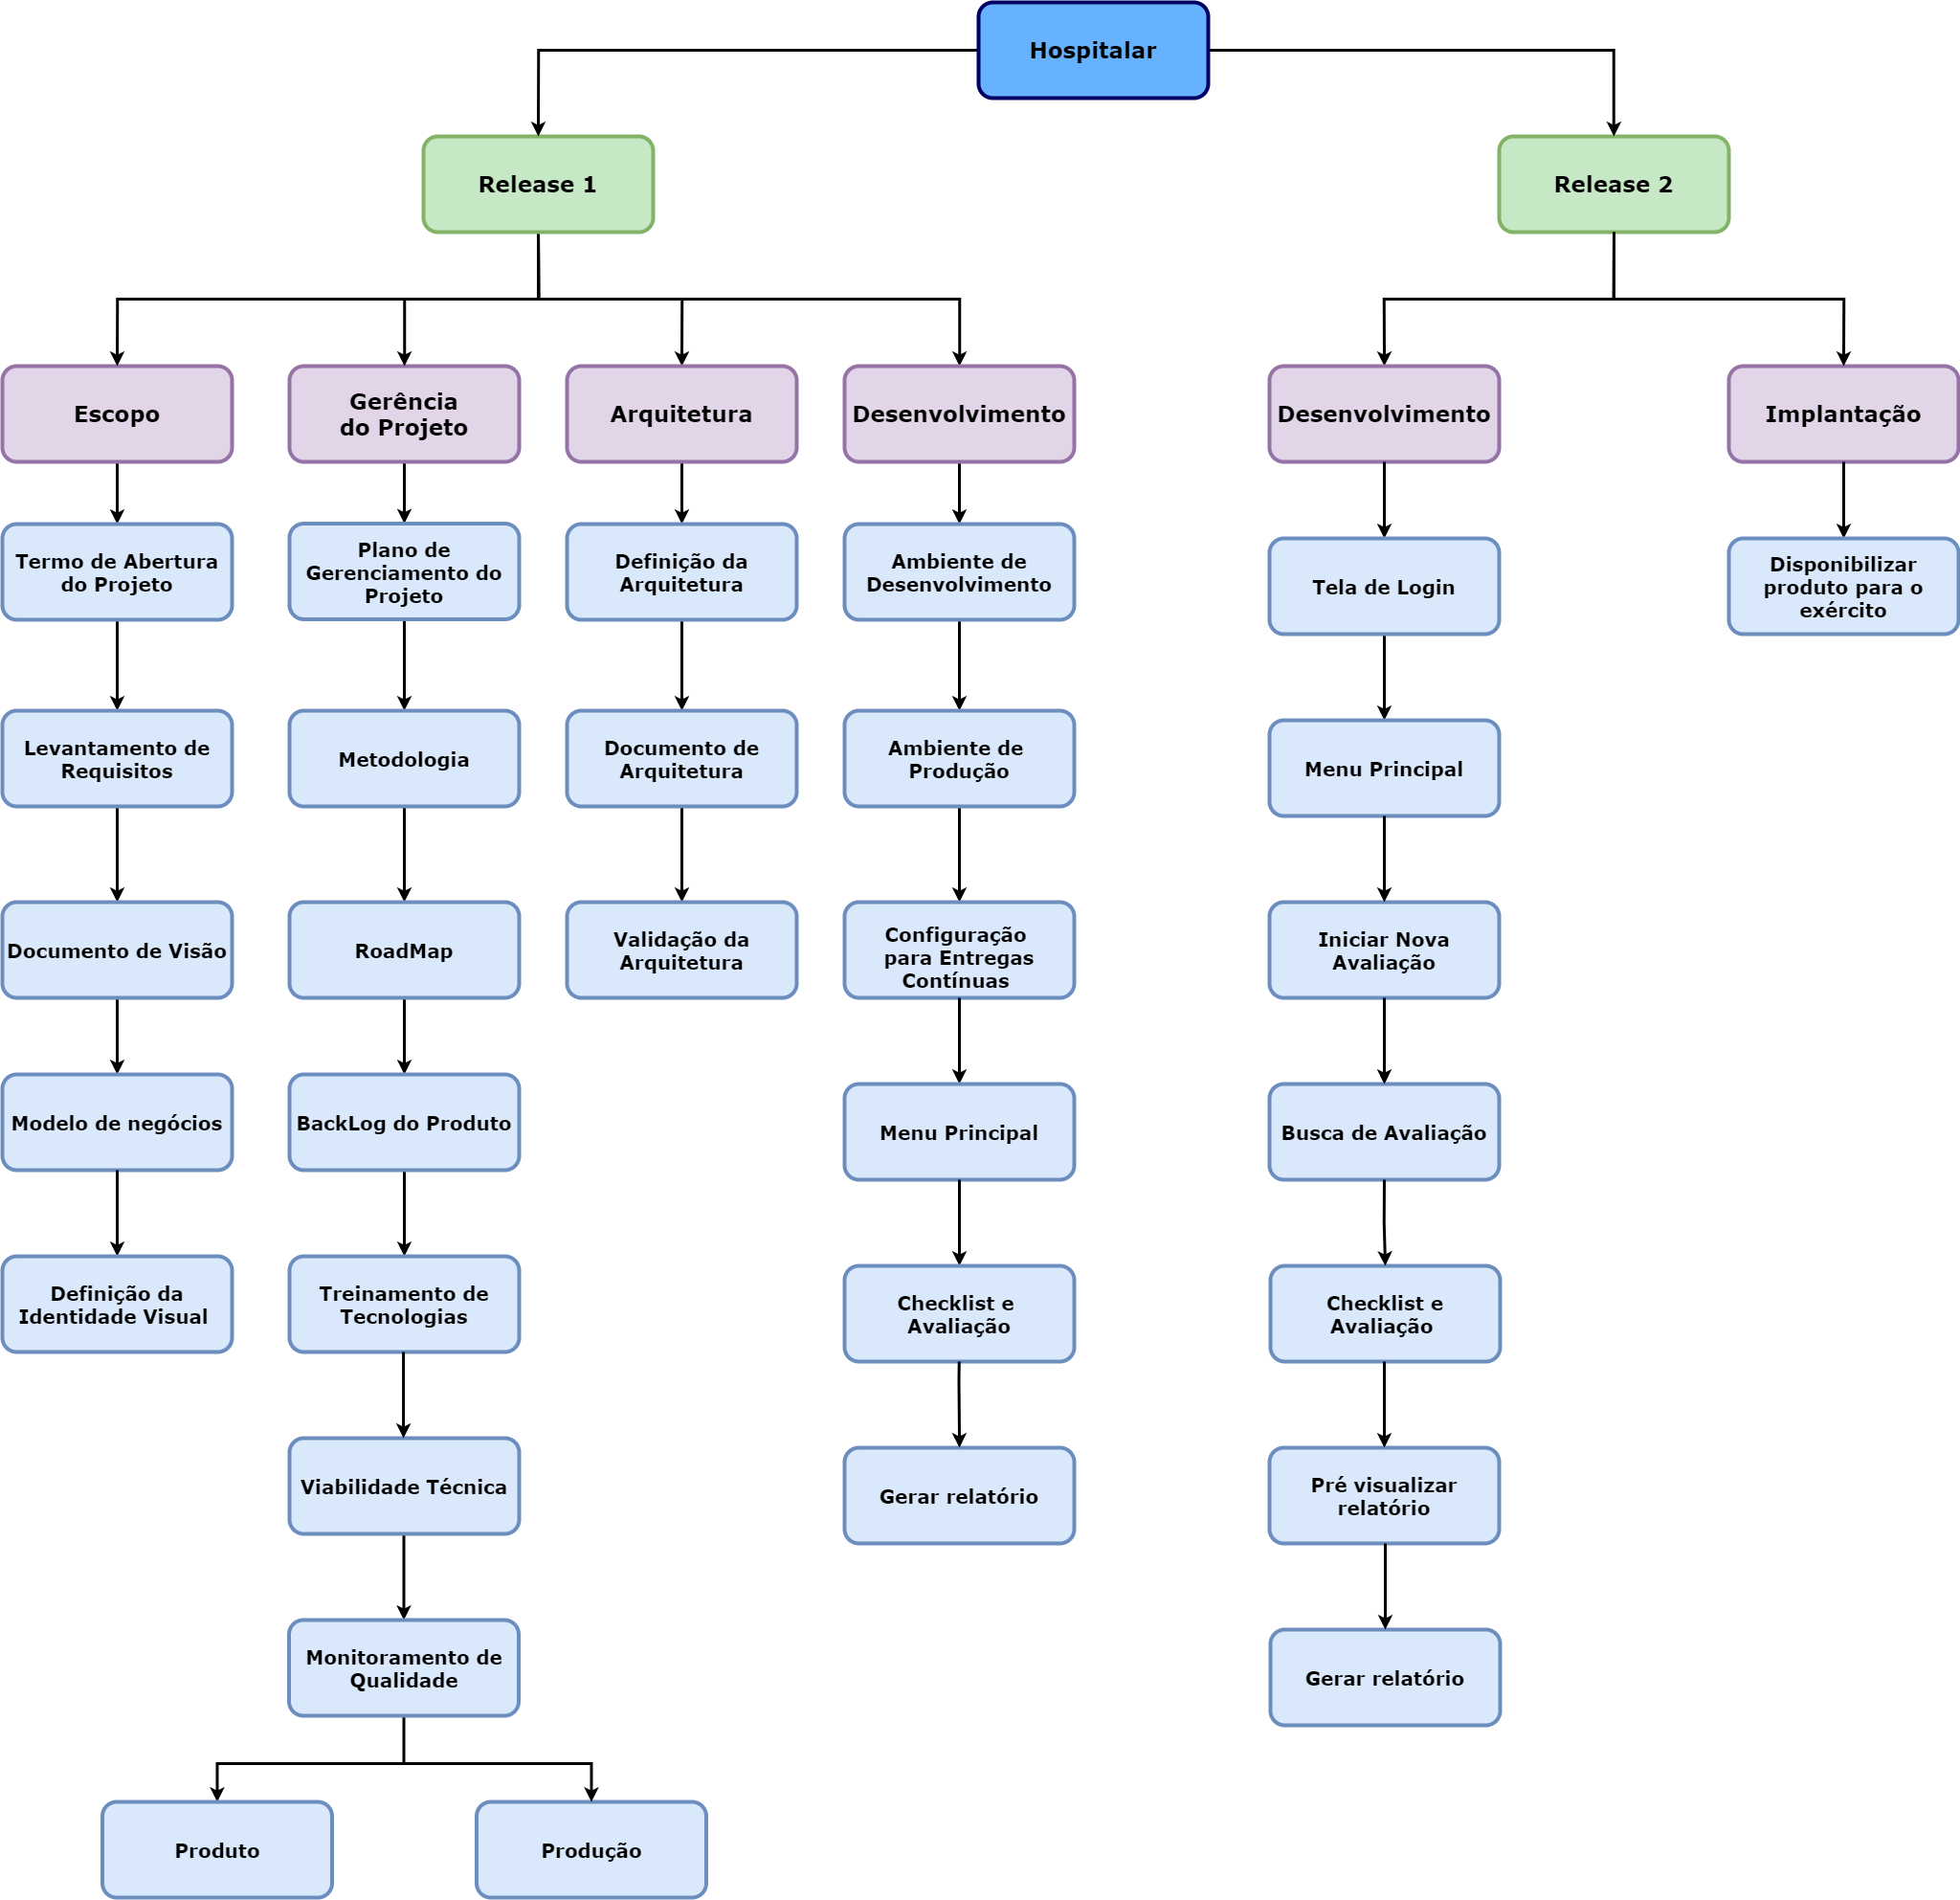 Hospitalar
Release 1
Release 2
Escopo
Gerência
do Projeto
Arquitetura
Desenvolvimento
Desenvolvimento
Implantação
Termo de Abertura
do Projeto
Plano de
Gerenciamento do
Projeto
Definição da
Arquitetura
Ambiente de
Desenvolvimento
Tela de Login
Disponibilizar
produto para o
exército
Levantamento de
Requisitos
Metodologia
Documento de
Arquitetura
Ambiente de
Produção
Menu Principal
Documento de Visão
RoadMap
Validação da
Arquitetura
Configuração
para Entregas
Contínuas
Iniciar Nova
Avaliação
Modelo de negócios
BackLog do Produto
Menu Principal
Busca de Avaliação
Definição da
Identidade Visual
Treinamento de
Tecnologias
Checklist e
Avaliação
Checklist e
Avaliação
Viabilidade Técnica
Gerar relatório
Pré visualizar
relatório
Monitoramento de
Qualidade
Gerar relatório
Produto
Produção